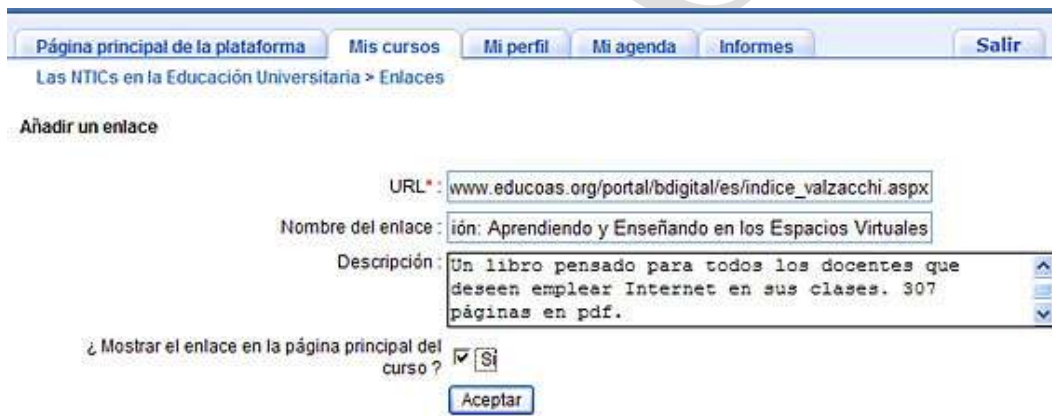 Página principal de la plataforma Mis cursos Mi perfil Mi agenda Informes Salir
Las NTICs en la Educación Universitaria > Enlaces
Añadir un enlace
URL* : www.educoas.org/portal/bdigital/es/indice_valzacchi.aspx
Nombre del enlace : ión: Aprendiendo y Enseñando en los Espacios Virtuales
Descripción : Un libro pensado para todos los docentes que
deseen emplear Internet en sus clases. 307
páginas en pdf.
¿ Mostrar el enlace en la página principal del
curso ? Si
Aceptar